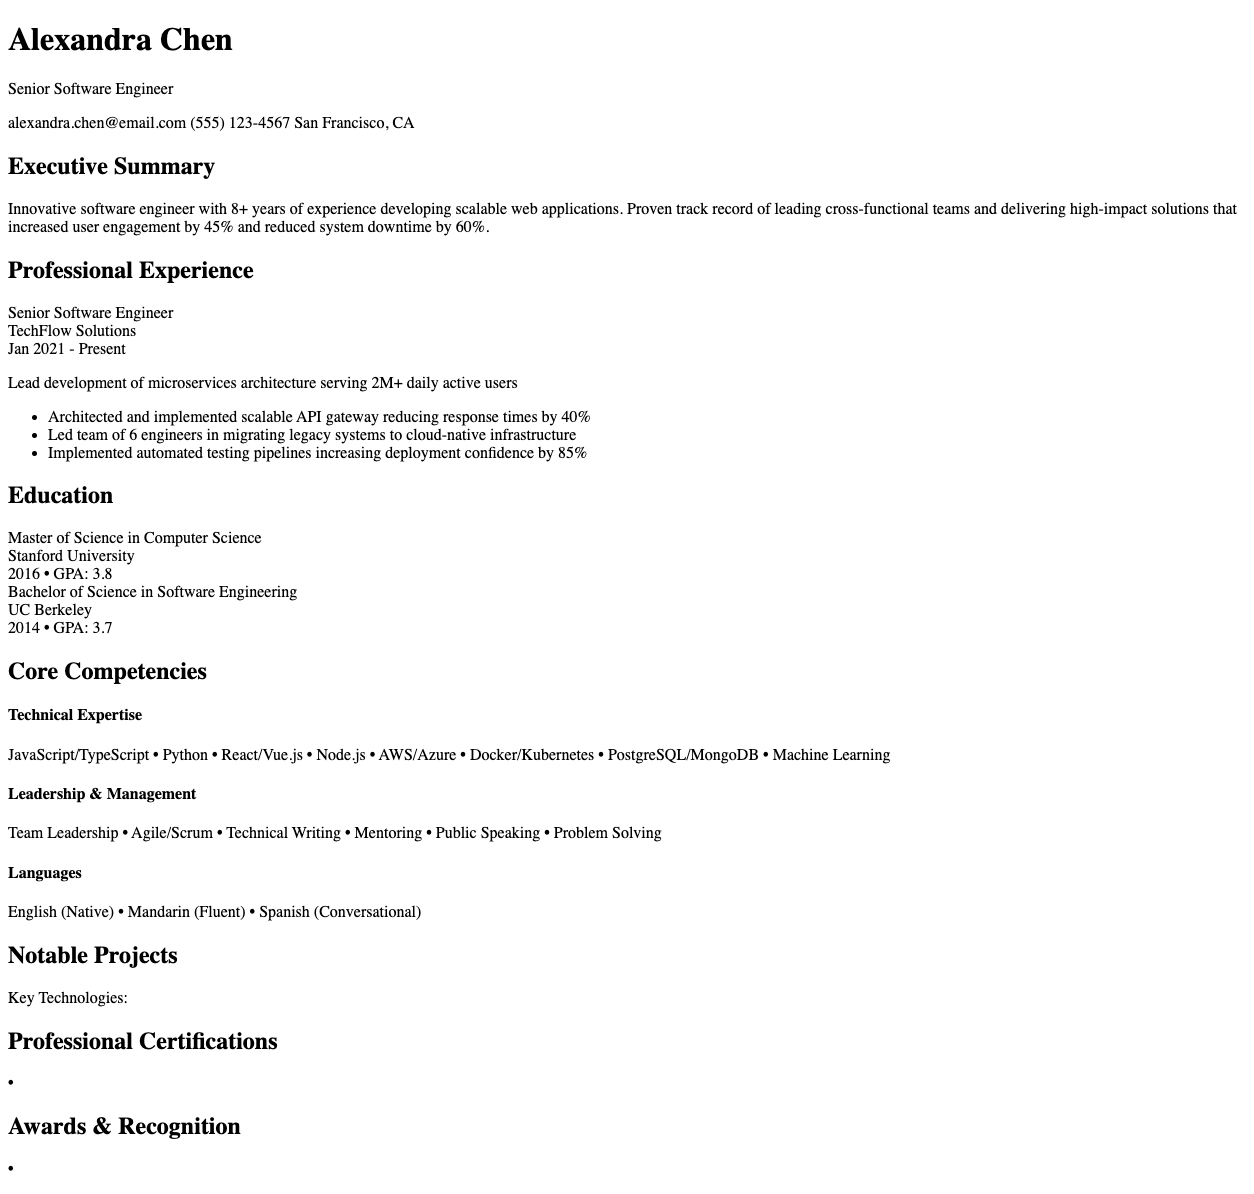 Alexandra Chen
Senior Software Engineer
alexandra.chen@email.com (555) 123-4567 San Francisco, CA
Executive Summary
Innovative software engineer with 8+ years of experience developing scalable web applications. Proven track record of leading cross-functional teams and delivering high-impact solutions that
increased user engagement by 45% and reduced system downtime by 60%.
Professional Experience
Senior Software Engineer
TechFlow Solutions
Jan 2021 - Present
Lead development of microservices architecture serving 2M+ daily active users
• Architected and implemented scalable API gateway reducing response times by 40%
• Led team of 6 engineers in migrating legacy systems to cloud-native infrastructure
• Implemented automated testing pipelines increasing deployment confidence by 85%
Education
Master of Science in Computer Science
Stanford University
2016 • GPA: 3.8
Bachelor of Science in Software Engineering
UC Berkeley
2014 • GPA: 3.7
Core Competencies
Technical Expertise
JavaScript/TypeScript • Python • React/Vue.js • Node.js • AWS/Azure • Docker/Kubernetes • PostgreSQL/MongoDB • Machine Learning
Leadership & Management
Team Leadership • Agile/Scrum • Technical Writing • Mentoring • Public Speaking • Problem Solving
Languages
English (Native) • Mandarin (Fluent) • Spanish (Conversational)
Notable Projects
Key Technologies:
Professional Certifications
•
Awards & Recognition
•